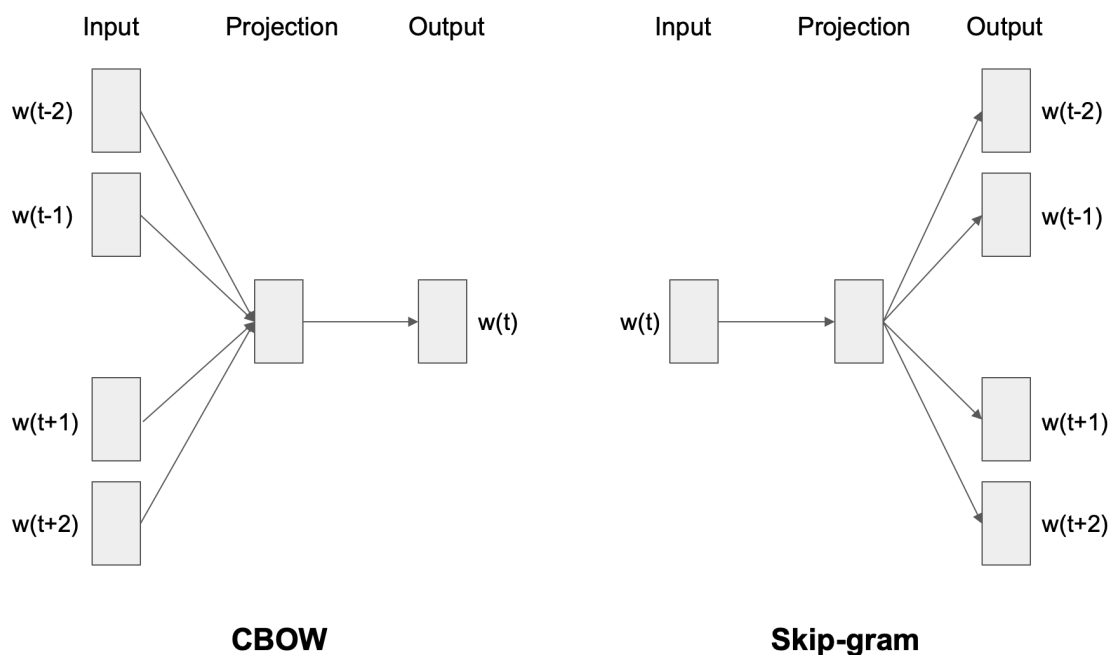 Input Projection Output
w(t-2)
w(t-1)
w(t+1)
w(t+2)
w(t)
CBOW
Input Projection Output
w(t)
w(t-2)
w(t-1)
w(t+1)
w(t+2)
Skip-gram